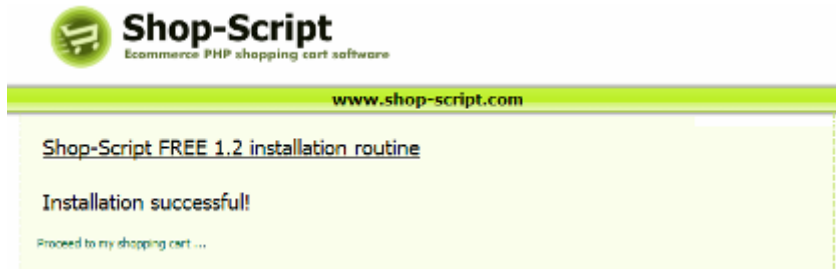 Shop-Script
Ecommerce PHP shopping cart software
www.shop-script.com
Shop-Script FREE 1.2 installation routine
Installation successful!
Proceed to my shopping cart ...